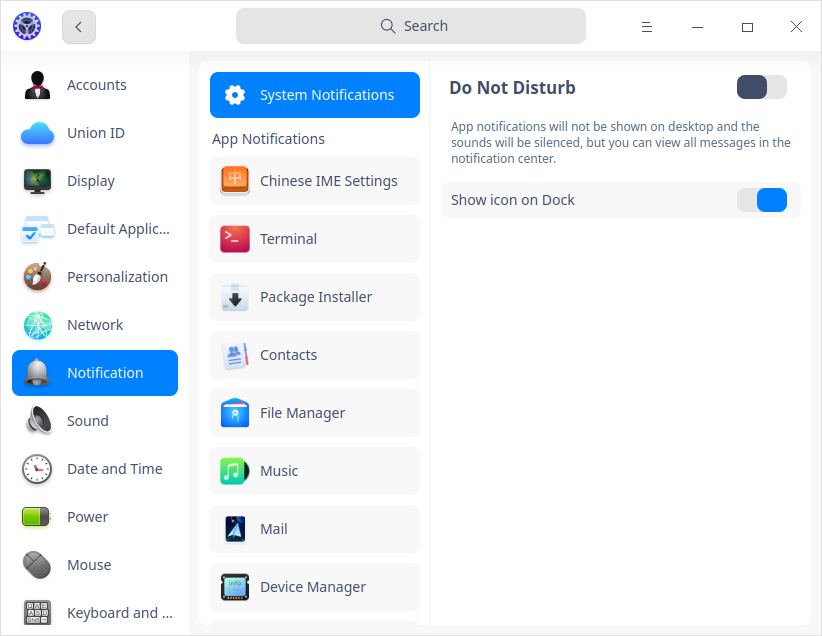 Search
Accounts
Union ID
Display
Default Applic...
Personalization
Network
Notification
Sound
Date and Time
Power
Mouse
Keyboard and ...
System Notifications
App Notifications
Chinese IME Settings
Terminal
Package Installer
Contacts
File Manager
Music
Mail
Device Manager
Do Not Disturb
App notifications will not be shown on desktop and the
sounds will be silenced, but you can view all messages in the
notification center.
Show icon on Dock